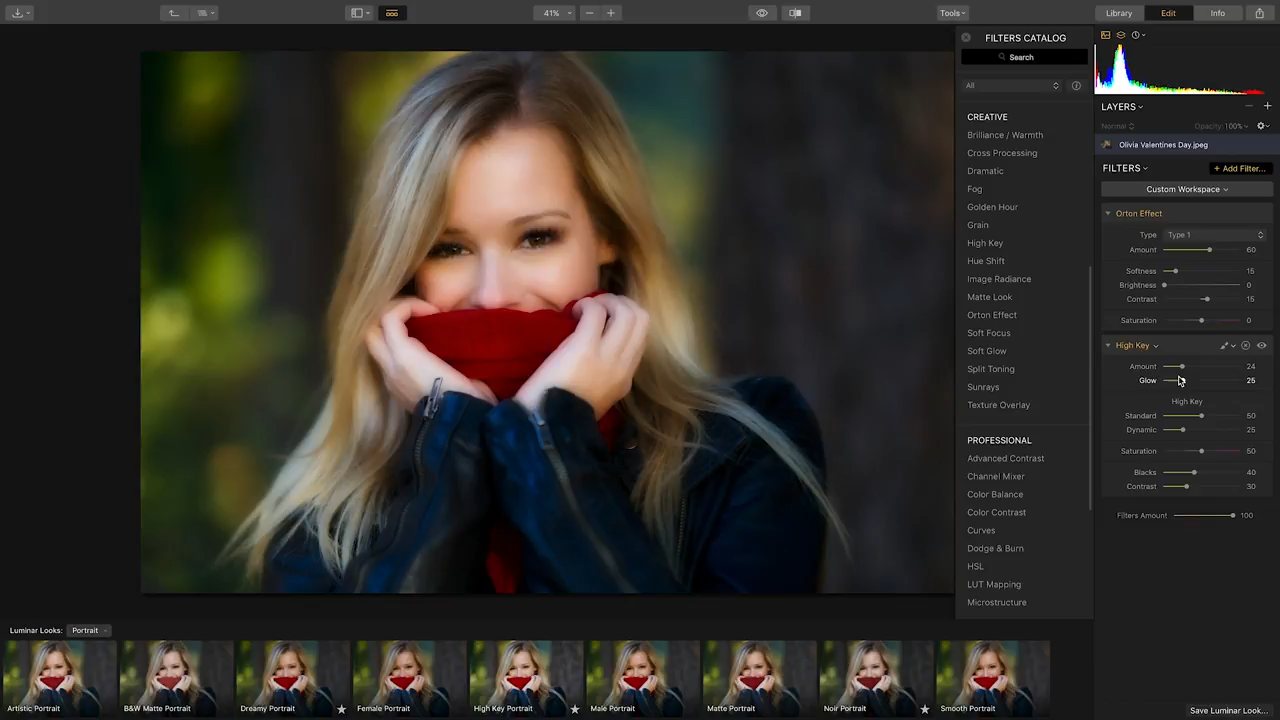 41%
Tools
Library
Edit
Info
FILTERS CATALOG
Search
All
CREATIVE
Brilliance / Warmth
Cross Processing
Dramatic
Fog
Golden Hour
Grain
High Key
Hue Shift
Image Radiance
Matte Look
Orton Effect
Soft Focus
Soft Glow
Split Toning
Sunrays
Texture Overlay
PROFESSIONAL
Advanced Contrast
Channel Mixer
Color Balance
Color Contrast
Curves
Dodge & Burn
HSL
LUT Mapping
Microstructure
LAYERS
Normal
Opacity: 100%
Olivia Valentines Day.jpeg
FILTERS
+ Add Filter...
Custom Workspace
Orton Effect
Type Type 1
Amount 60
Softness 15
Brightness 0
Contrast 15
Saturation 0
High Key
Amount 24
Glow 25
High Key
Standard 50
Dynamic 25
Saturation 50
Blacks 40
Contrast 30
Filters Amount 100
Luminar Looks: Portrait
Artistic Portrait
B&W Matte Portrait
Dreamy Portrait
Female Portrait
High Key Portrait
Male Portrait
Matte Portrait
Noir Portrait
Smooth Portrait
Save Luminar Look...